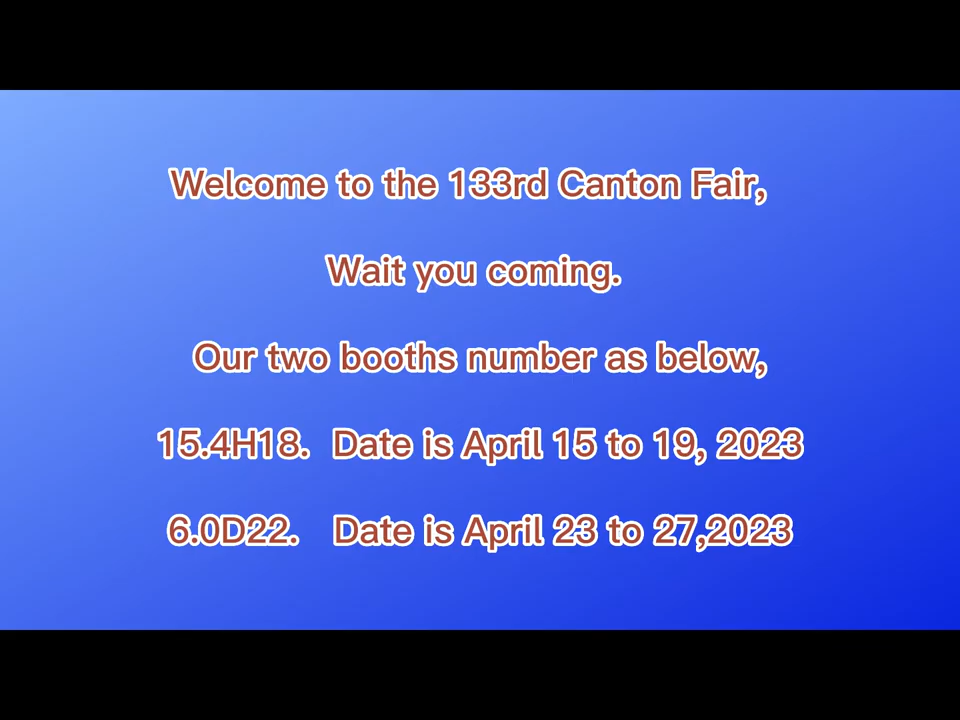 Welcome to the 133rd Canton Fair,
Wait you coming.
Our two booths number as below,
15.4H18. Date is April 15 to 19, 2023
6.0D22. Date is April 23 to 27,2023